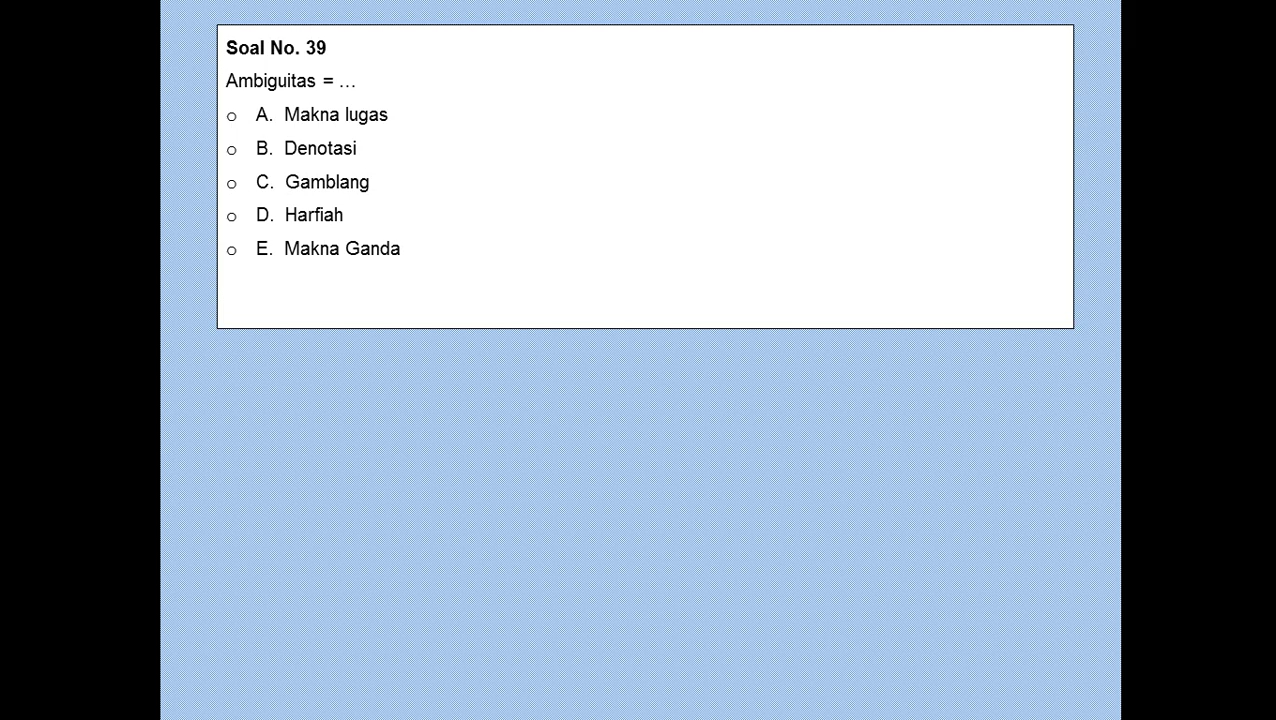 Soal No. 39
Ambiguitas = …
o A. Makna lugas
o B. Denotasi
o C. Gamblang
o D. Harfiah
o E. Makna Ganda